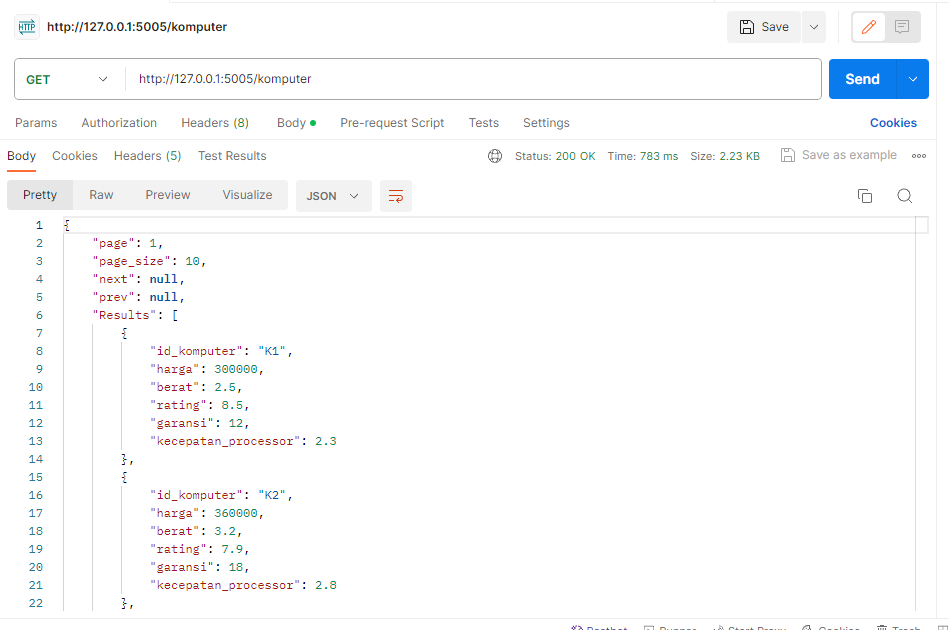 HTTP http://127.0.0.1:5005/komputer Save
GET http://127.0.0.1:5005/komputer Send
Params Authorization Headers (8) Body Pre-request Script Tests Settings Cookies
Body Cookies Headers (5) Test Results Status: 200 OK Time: 783 ms Size: 2.23 KB Save as example
Pretty Raw Preview Visualize JSON
1 {
2 "page": 1,
3 "page_size": 10,
4 "next": null,
5 "prev": null,
6 "Results": [
7 {
8 "id_komputer": "K1",
9 "harga": 300000,
10 "berat": 2.5,
11 "rating": 8.5,
12 "garansi": 12,
13 "kecepatan_processor": 2.3
14 },
15 {
16 "id_komputer": "K2",
17 "harga": 360000,
18 "berat": 3.2,
19 "rating": 7.9,
20 "garansi": 18,
21 "kecepatan_processor": 2.8
22 },